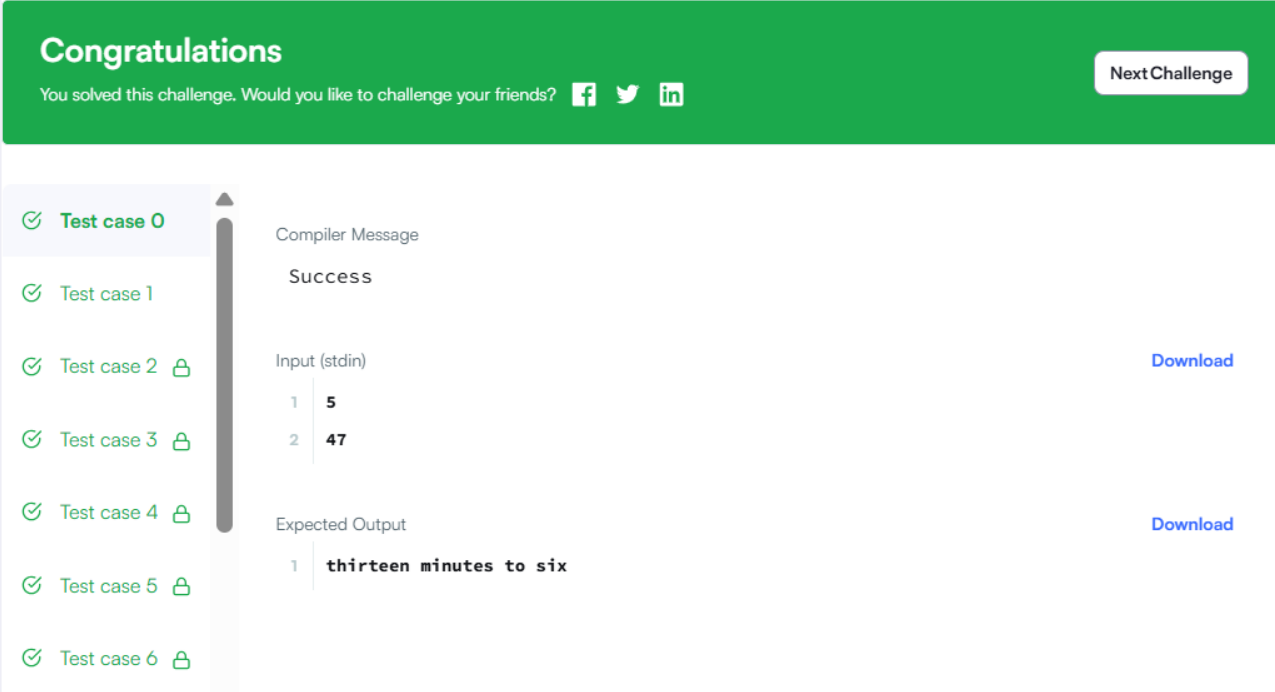 Congratulations
You solved this challenge. Would you like to challenge your friends?
Next Challenge
Test case 0
Test case 1
Test case 2
Test case 3
Test case 4
Test case 5
Test case 6
Compiler Message
Success
Input (stdin)
Download
1 5
2 47
Expected Output
Download
1 thirteen minutes to six